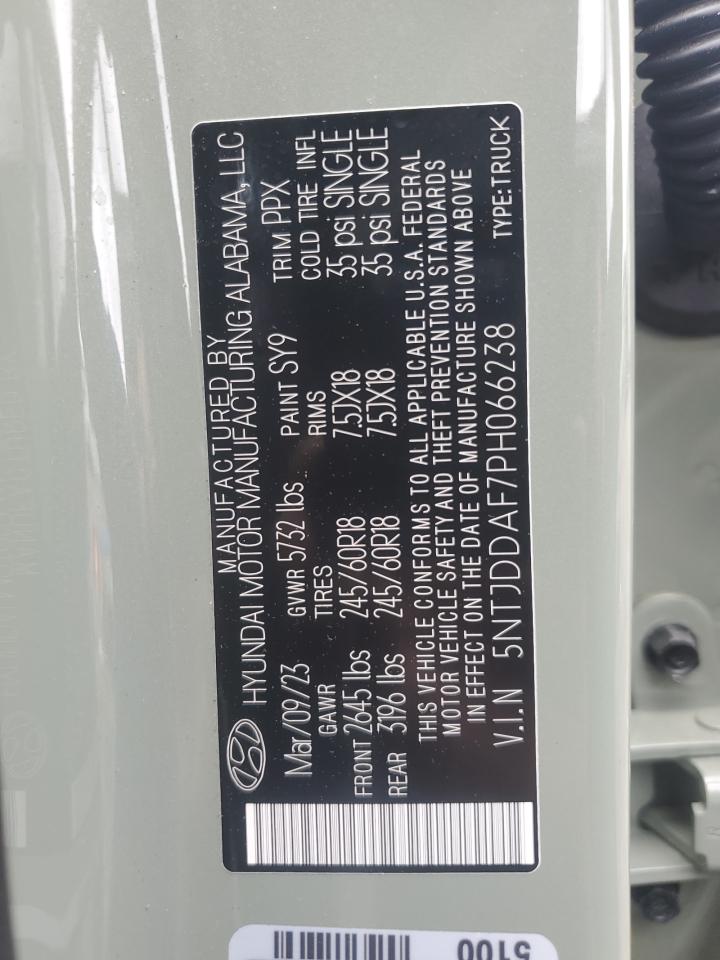 MANUFACTURED BY
HYUNDAI MOTOR MANUFACTURING ALABAMA, LLC
Mar/09/23 GVWR 5732 lbs PAINT SY9 TRIM PPX
GAWR TIRES RIMS COLD TIRE INFL
FRONT 2645 lbs 245/60R18 7.5JX18 35 psi SINGLE
REAR 3196 lbs 245/60R18 7.5JX18 35 psi SINGLE
THIS VEHICLE CONFORMS TO ALL APPLICABLE U.S.A. FEDERAL
MOTOR VEHICLE SAFETY AND THEFT PREVENTION STANDARDS
IN EFFECT ON THE DATE OF MANUFACTURE SHOWN ABOVE
V.I.N 5NTJDDAF7PH066238 TYPE:TRUCK
5100